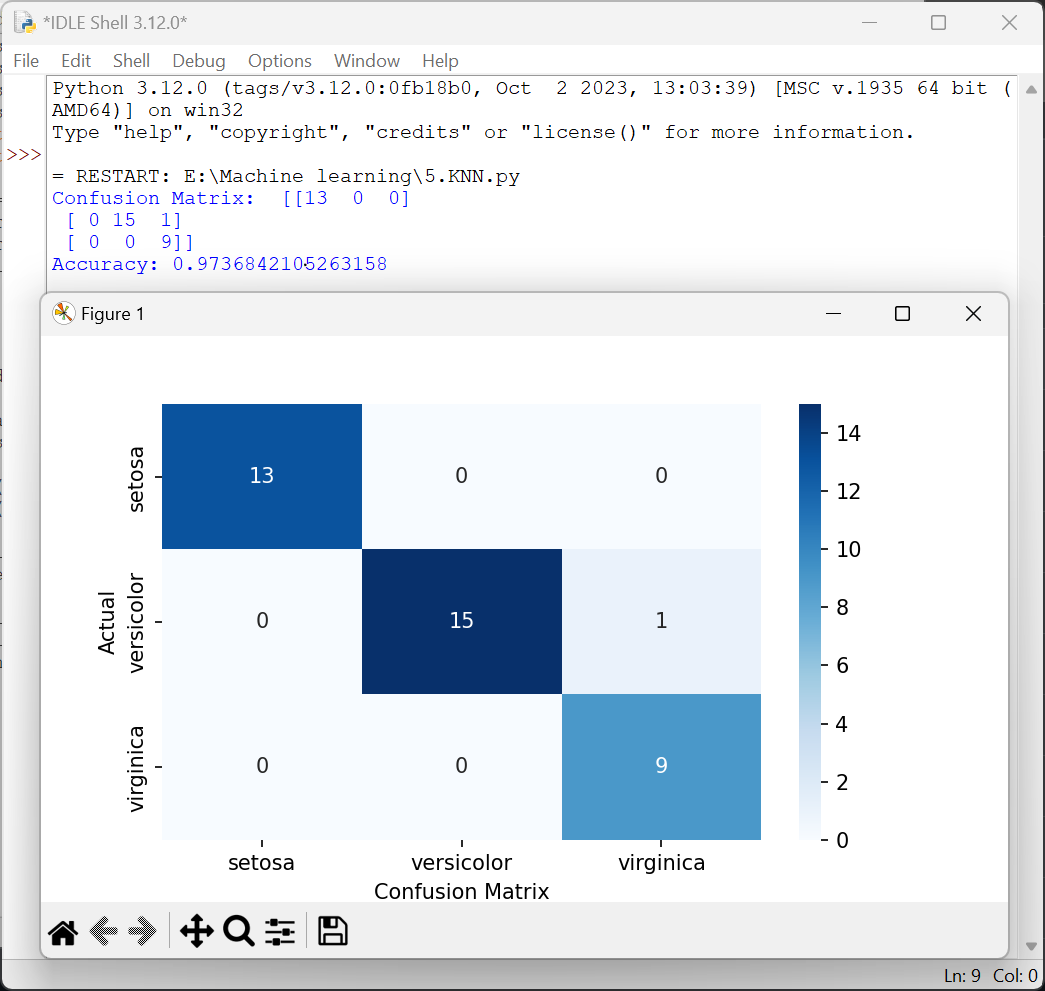 *IDLE Shell 3.12.0*
File Edit Shell Debug Options Window Help
Python 3.12.0 (tags/v3.12.0:0fb18b0, Oct  2 2023, 13:03:39) [MSC v.1935 64 bit (
AMD64)] on win32
Type "help", "copyright", "credits" or "license()" for more information.
>>>
= RESTART: E:\Machine learning\5.KNN.py
Confusion Matrix:  [[13  0  0]
 [ 0 15  1]
 [ 0  0  9]]
Accuracy: 0.9736842105263158
Figure 1
setosa 13 0 0
versicolor 0 15 1
virginica 0 0 9
Actual
14
12
10
8
6
4
2
0
setosa versicolor virginica
Confusion Matrix
Ln: 9 Col: 0